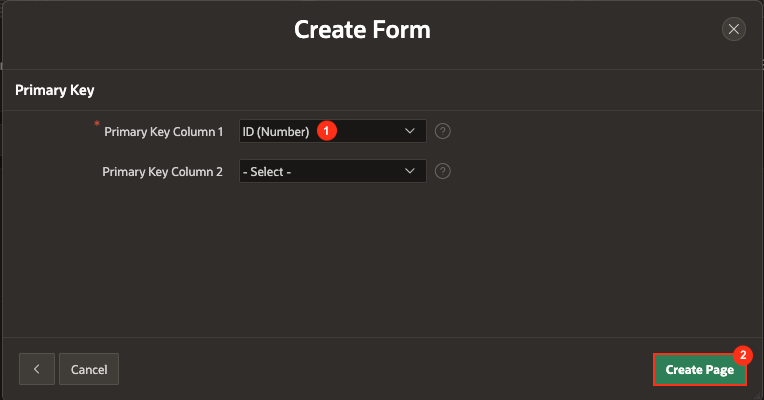 Create Form
Primary Key
* Primary Key Column 1 ID (Number) 1 ?
Primary Key Column 2 - Select - ?
Cancel Create Page 2